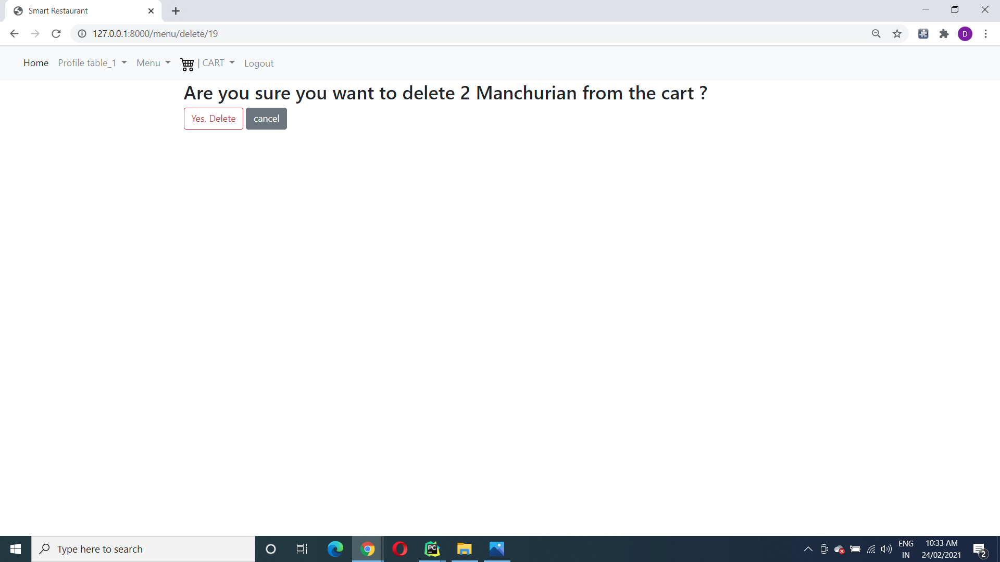 Smart Restaurant
127.0.0.1:8000/menu/delete/19
D
Home Profile table_1 Menu | CART Logout
Are you sure you want to delete 2 Manchurian from the cart ?
Yes, Delete cancel
Type here to search
PC
ENG
IN
10:33 AM
24/02/2021
2